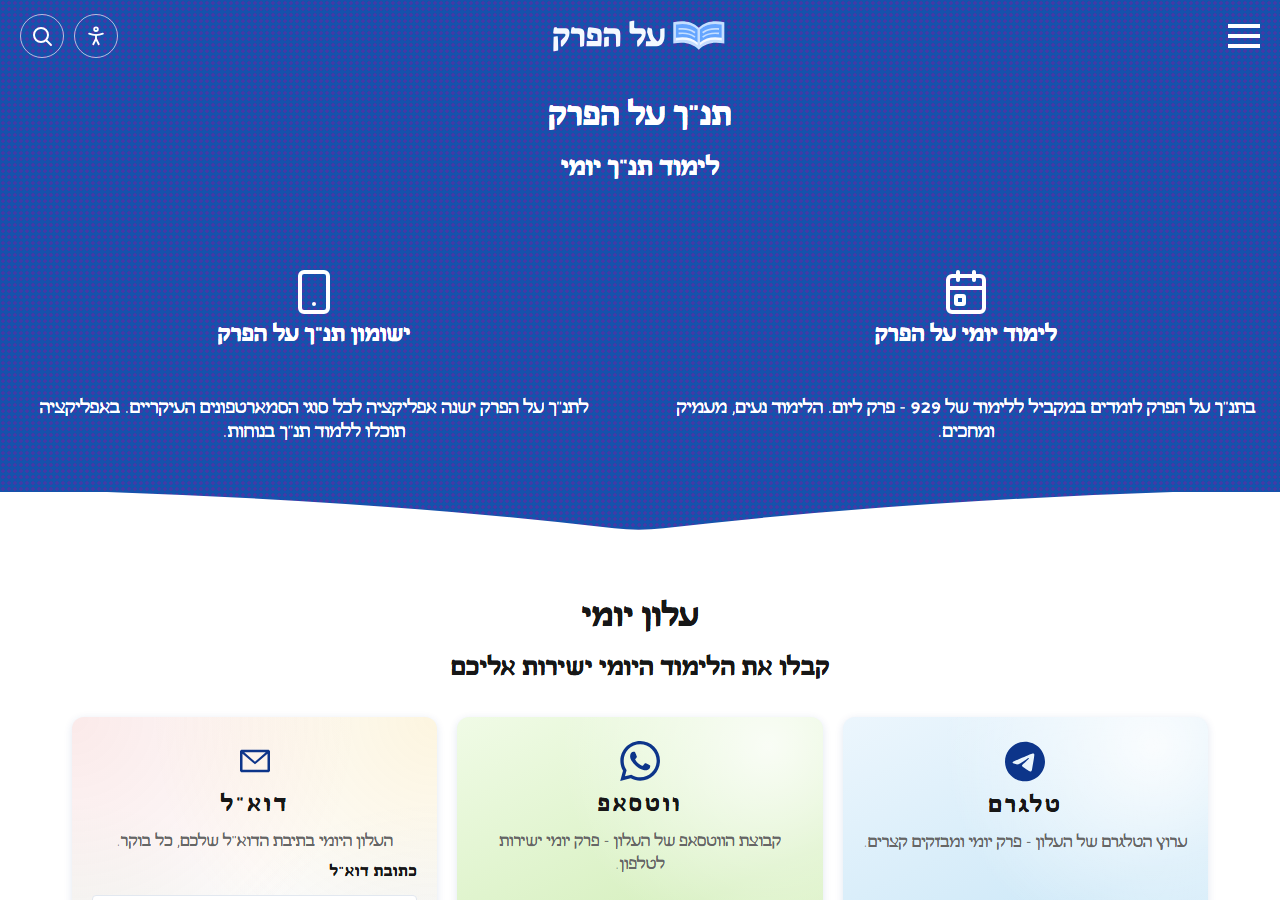 על הפרק
תנ"ך על הפרק
לימוד תנ"ך יומי
לימוד יומי על הפרק
בתנ"ך על הפרק לומדים במקביל ללימוד של 929 - פרק ליום. הלימוד נעים, מעמיק
ומחכים.
ישומון תנ"ך על הפרק
לתנ"ך על הפרק ישנה אפליקציה לכל סוגי הסמארטפונים העיקריים. באפליקציה
תוכלו ללמוד תנ"ך בנוחות.
עלון יומי
קבלו את הלימוד היומי ישירות אליכם
טלגרם
ערוץ הטלגרם של העלון - פרק יומי ומבזקים קצרים.
ווטסאפ
קבוצת הווטסאפ של העלון - פרק יומי ישירות
לטלפון.
דוא"ל
העלון היומי בתיבת הדוא"ל שלכם, כל בוקר.
כתובת דוא"ל